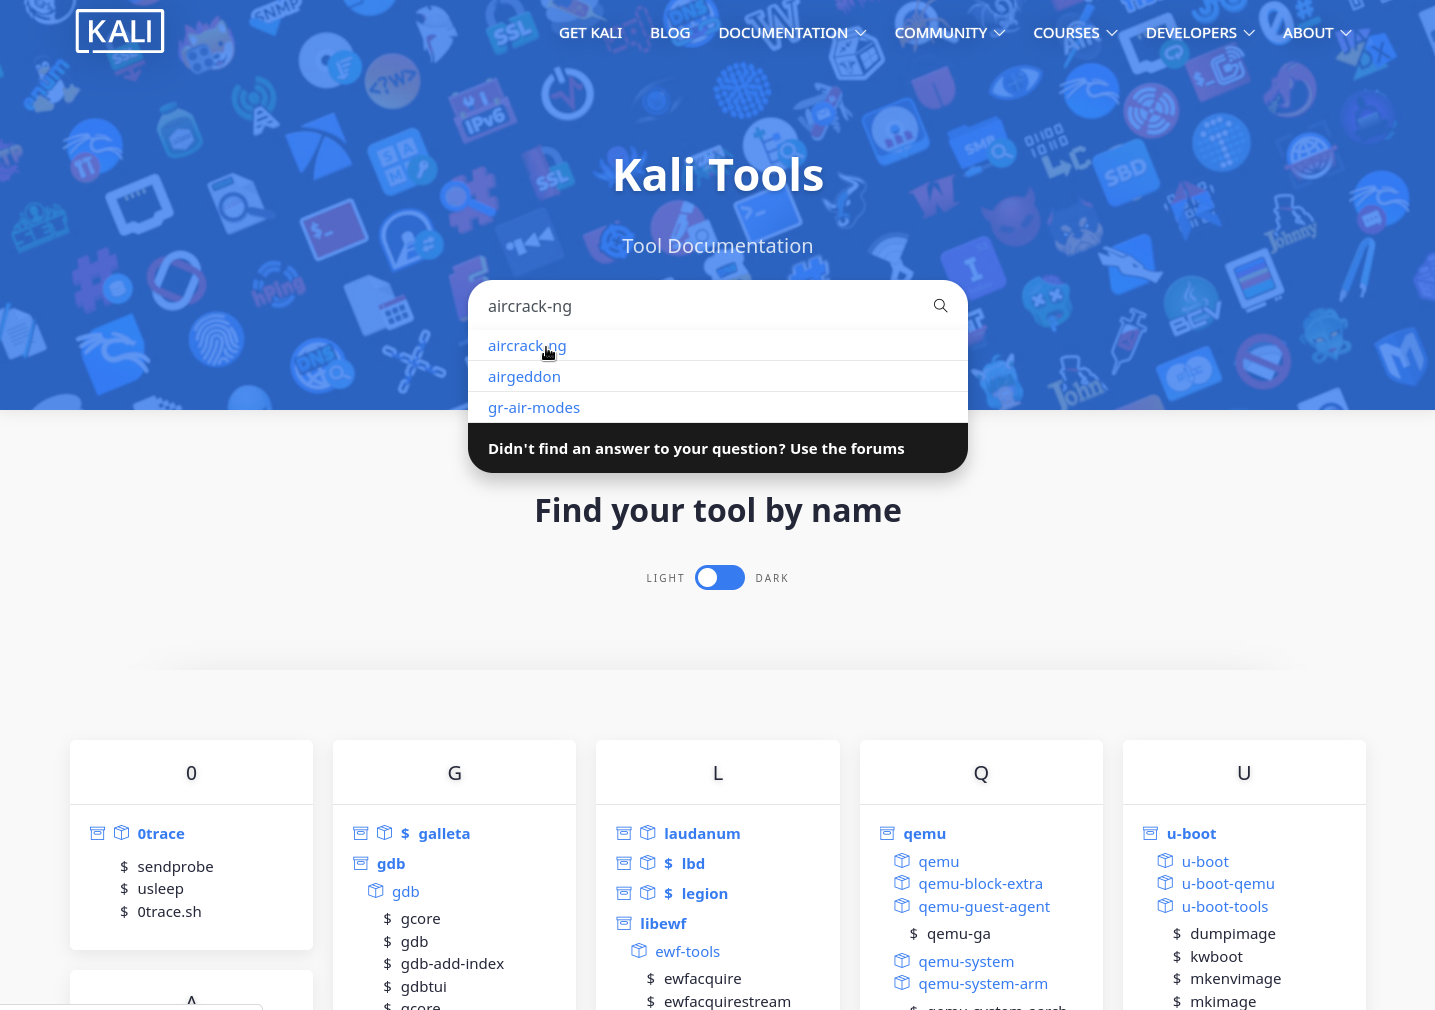 KALI
GET KALI BLOG DOCUMENTATION COMMUNITY COURSES DEVELOPERS ABOUT
Kali Tools
Tool Documentation
aircrack-ng
aircrack-ng
airgeddon
gr-air-modes
Didn't find an answer to your question? Use the forums
Find your tool by name
LIGHT DARK
0
0trace
$ sendprobe
$ usleep
$ 0trace.sh
A
G
$ galleta
gdb
gdb
$ gcore
$ gdb
$ gdb-add-index
$ gdbtui
gcore
L
laudanum
$ lbd
$ legion
libewf
ewf-tools
$ ewfacquire
$ ewfacquirestream
Q
qemu
qemu
qemu-block-extra
qemu-guest-agent
$ qemu-ga
qemu-system
qemu-system-arm
U
u-boot
u-boot
u-boot-qemu
u-boot-tools
$ dumpimage
$ kwboot
$ mkenvimage
$ mkimage